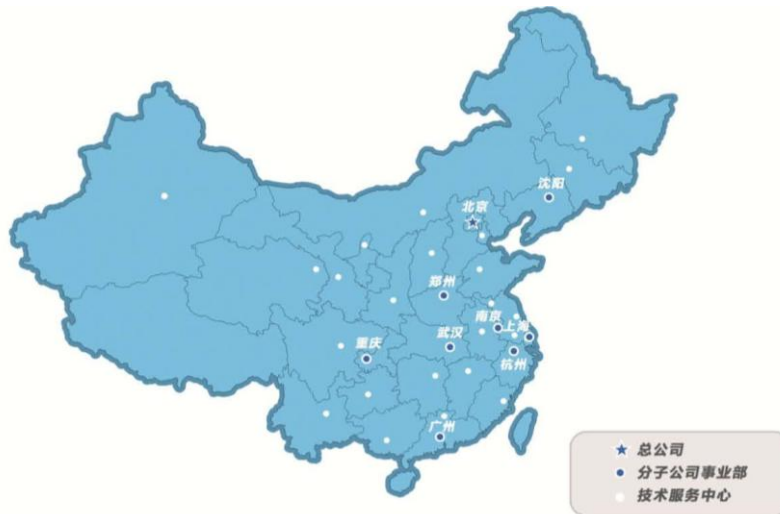 沈阳
北京
郑州
南京
上海
武汉
重庆
杭州
广州
总公司
分子公司事业部
技术服务中心